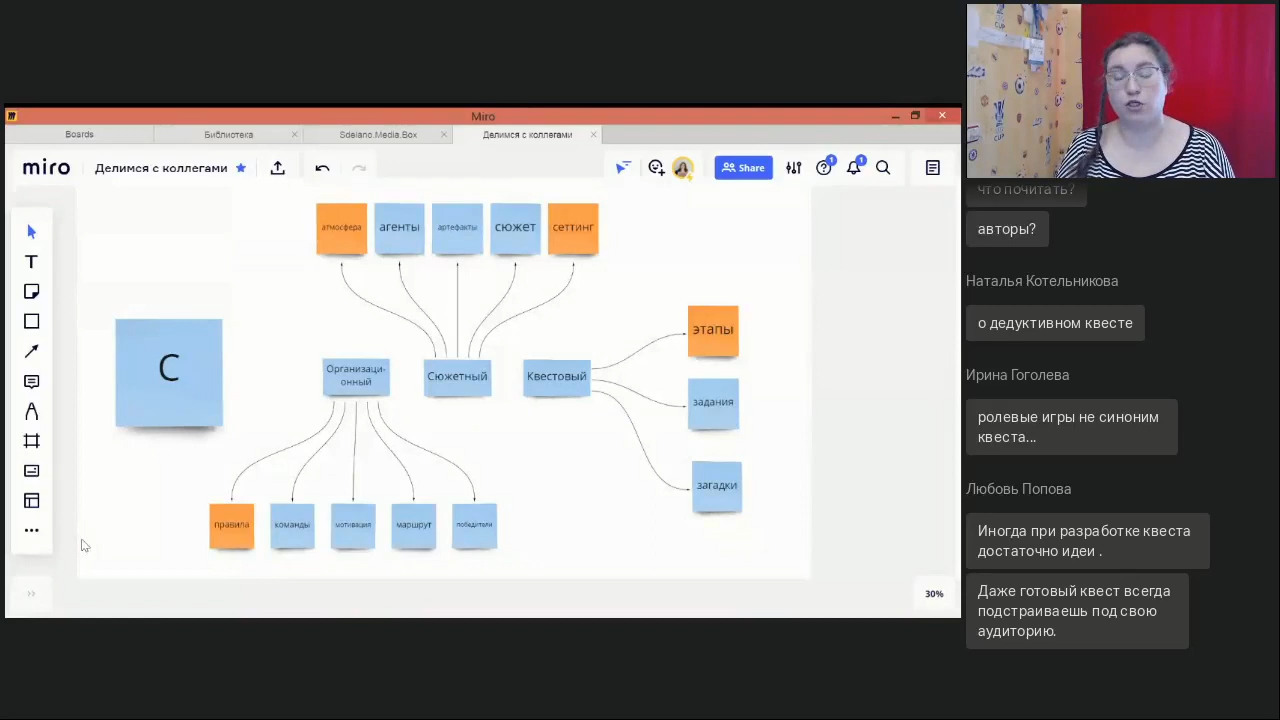 Miro
Boards
Библиотека
Sdelano.Media.Box
Делимся с коллегами
miro
Делимся с коллегами
Share
1
1
атмосфера
агенты
артефакты
сюжет
сеттинг
С
Организаци-
онный
Сюжетный
Квестовый
этапы
задания
загадки
правила
команды
мотивация
маршрут
победители
30%
CUP
что почитать?
авторы?
Наталья Котельникова
о дедуктивном квесте
Ирина Гоголева
ролевые игры не синоним
квеста...
Любовь Попова
Иногда при разработке квеста
достаточно идеи .
Даже готовый квест всегда
подстраиваешь под свою
аудиторию.